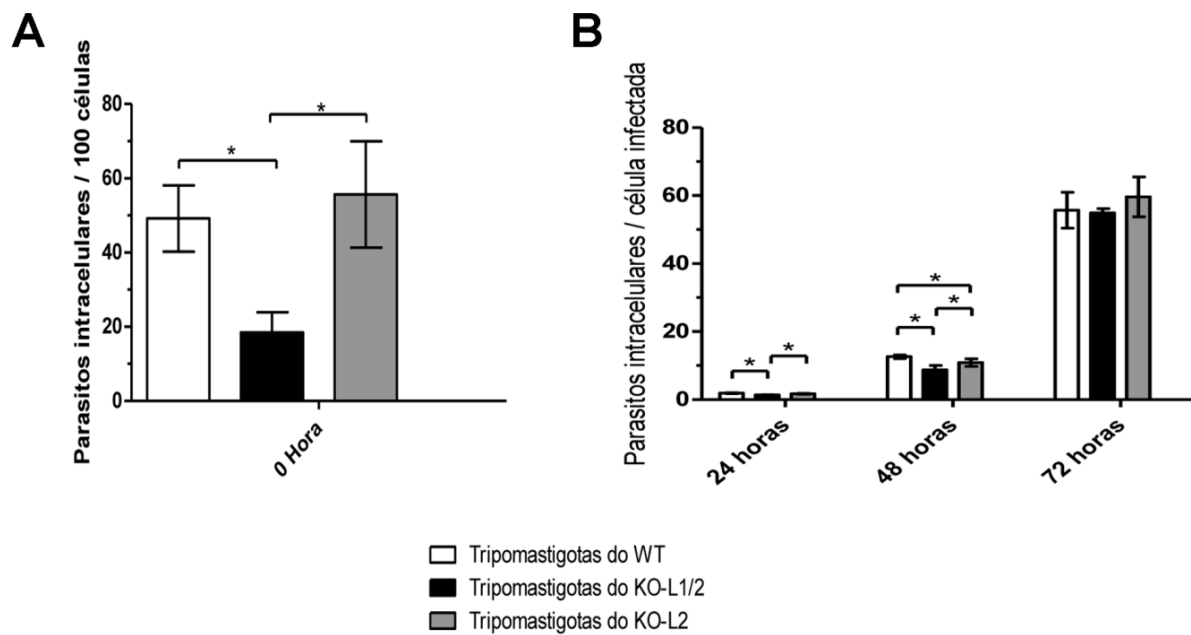 A
Parasitos intracelulares / 100 células
80
60
40
20
0
*
*
0 Hora
B
Parasitos intracelulares / célula infectada
80
60
40
20
0
*
*
*
*
*
24 horas
48 horas
72 horas
Tripomastigotas do WT
Tripomastigotas do KO-L1/2
Tripomastigotas do KO-L2